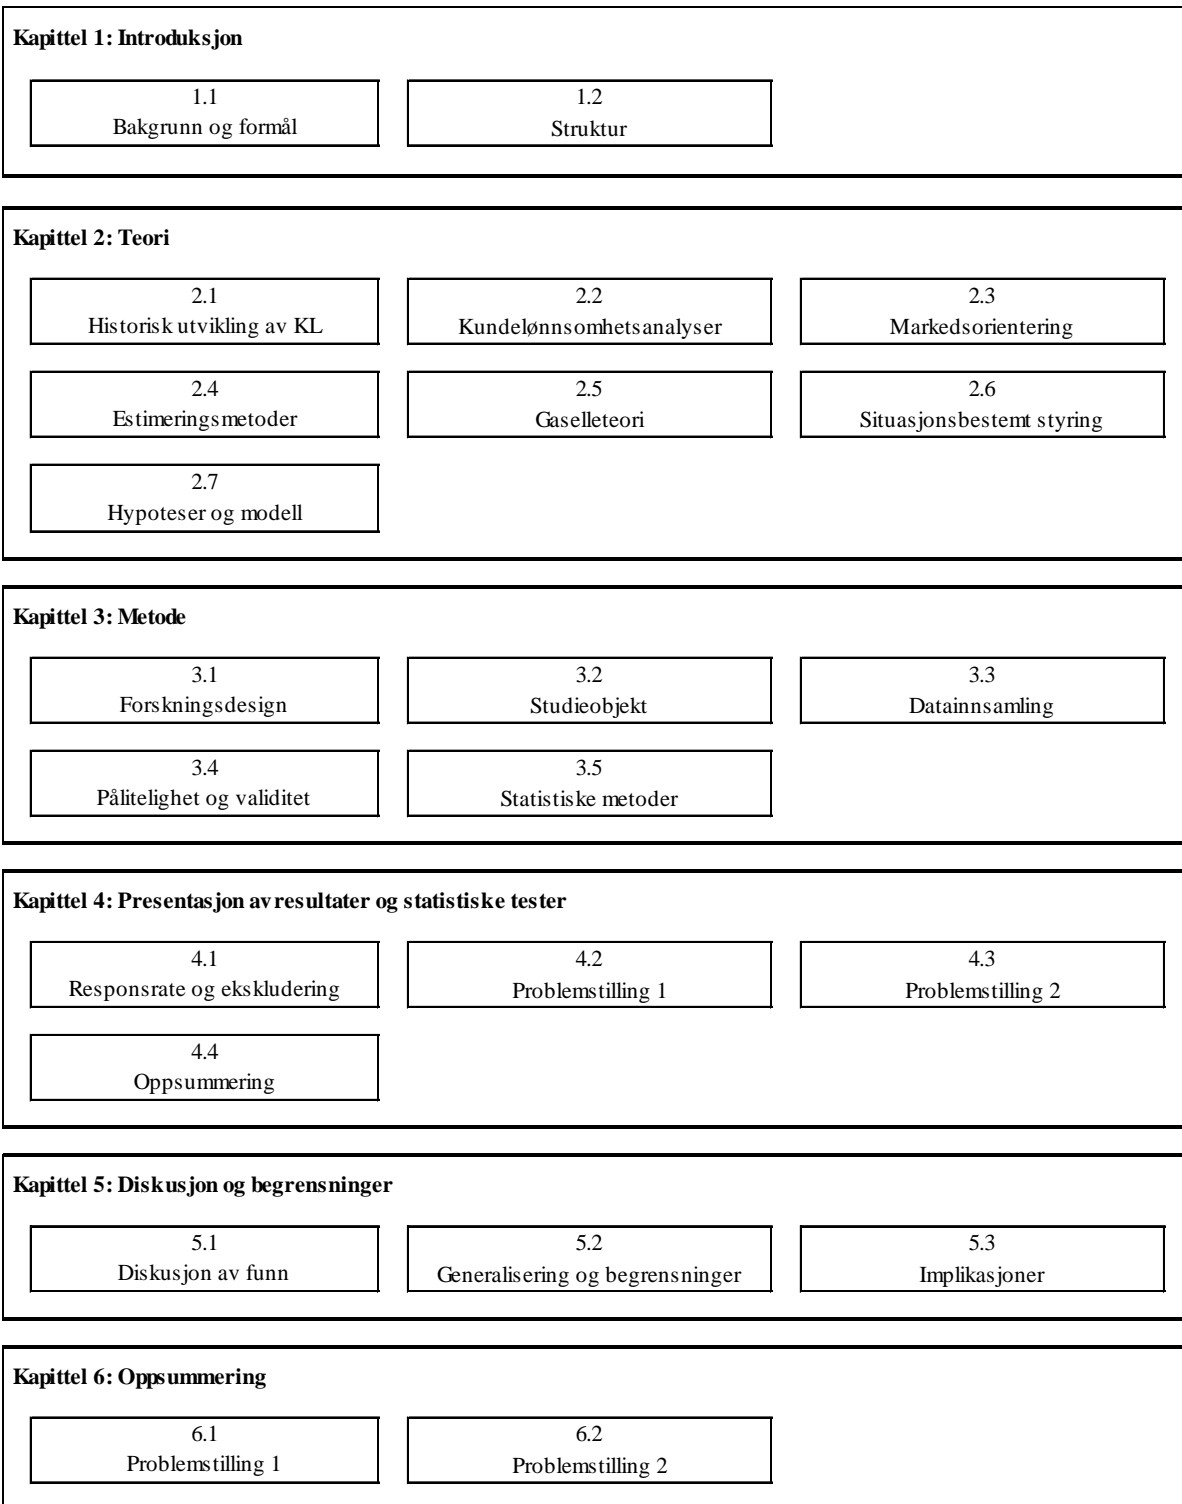 Kapittel 1: Introduksjon
1.1
Bakgrunn og formål
1.2
Struktur
Kapittel 2: Teori
2.1
Historisk utvikling av KL
2.2
Kundelønnsomhetsanalyser
2.3
Markedsorientering
2.4
Estimeringsmetoder
2.5
Gaselleteori
2.6
Situasjonsbestemt styring
2.7
Hypoteser og modell
Kapittel 3: Metode
3.1
Forskningsdesign
3.2
Studieobjekt
3.3
Datainnsamling
3.4
Pålitelighet og validitet
3.5
Statistiske metoder
Kapittel 4: Presentasjon av resultater og statistiske tester
4.1
Responsrate og ekskludering
4.2
Problemstilling 1
4.3
Problemstilling 2
4.4
Oppsummering
Kapittel 5: Diskusjon og begrensninger
5.1
Diskusjon av funn
5.2
Generalisering og begrensninger
5.3
Implikasjoner
Kapittel 6: Oppsummering
6.1
Problemstilling 1
6.2
Problemstilling 2